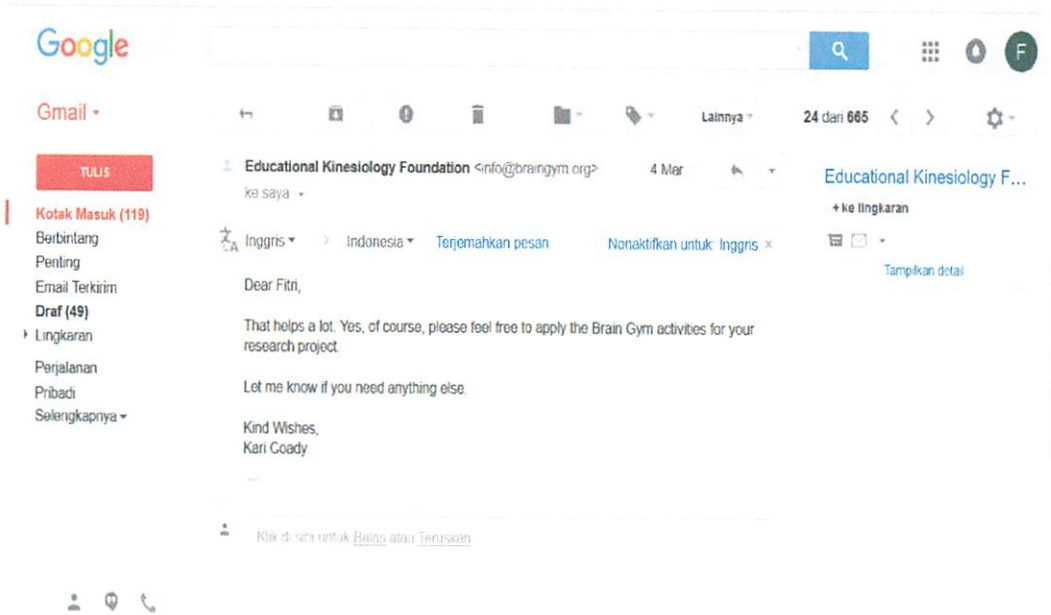 Google
F
Gmail
Lainnya
24 dari 665
TULIS
Kotak Masuk (119)
Berbintang
Penting
Email Terkirim
Draf (49)
Lingkaran
Perjalanan
Pribadi
Selengkapnya
Educational Kinesiology Foundation <info@braingym.org>
4 Mar
ke saya
Inggris
Indonesia
Terjemahkan pesan
Nonaktifkan untuk: Inggris ×
Dear Fitri,
That helps a lot. Yes, of course, please feel free to apply the Brain Gym activities for your
research project.
Let me know if you need anything else.
Kind Wishes,
Kari Coady
...
Klik di sini untuk Balas atau Teruskan
Educational Kinesiology F...
+ke lingkaran
Tampilkan detail